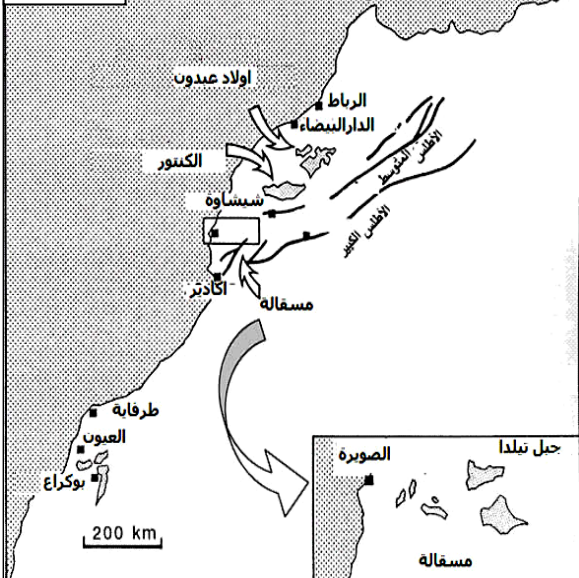 اولاد عبدون
الرباط
الدارالبيضاء
الكنتور
الأطلس المتوسط
شيشاوة
الأطلس الكبير
اكادير
مسقالة
طرفاية
العيون
بوكراع
200 km
جبل تيلدا
الصويرة
مسقالة